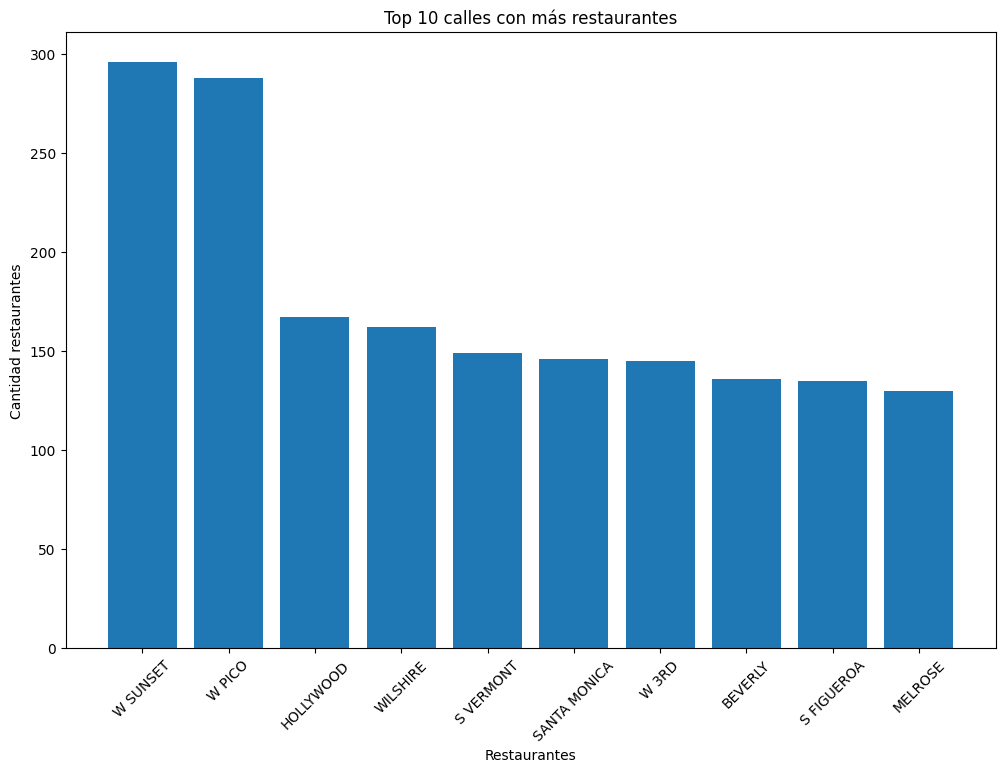 Top 10 calles con más restaurantes
Cantidad restaurantes
300
250
200
150
100
50
0
W SUNSET
W PICO
HOLLYWOOD
WILSHIRE
S VERMONT
SANTA MONICA
W 3RD
BEVERLY
S FIGUEROA
MELROSE
Restaurantes